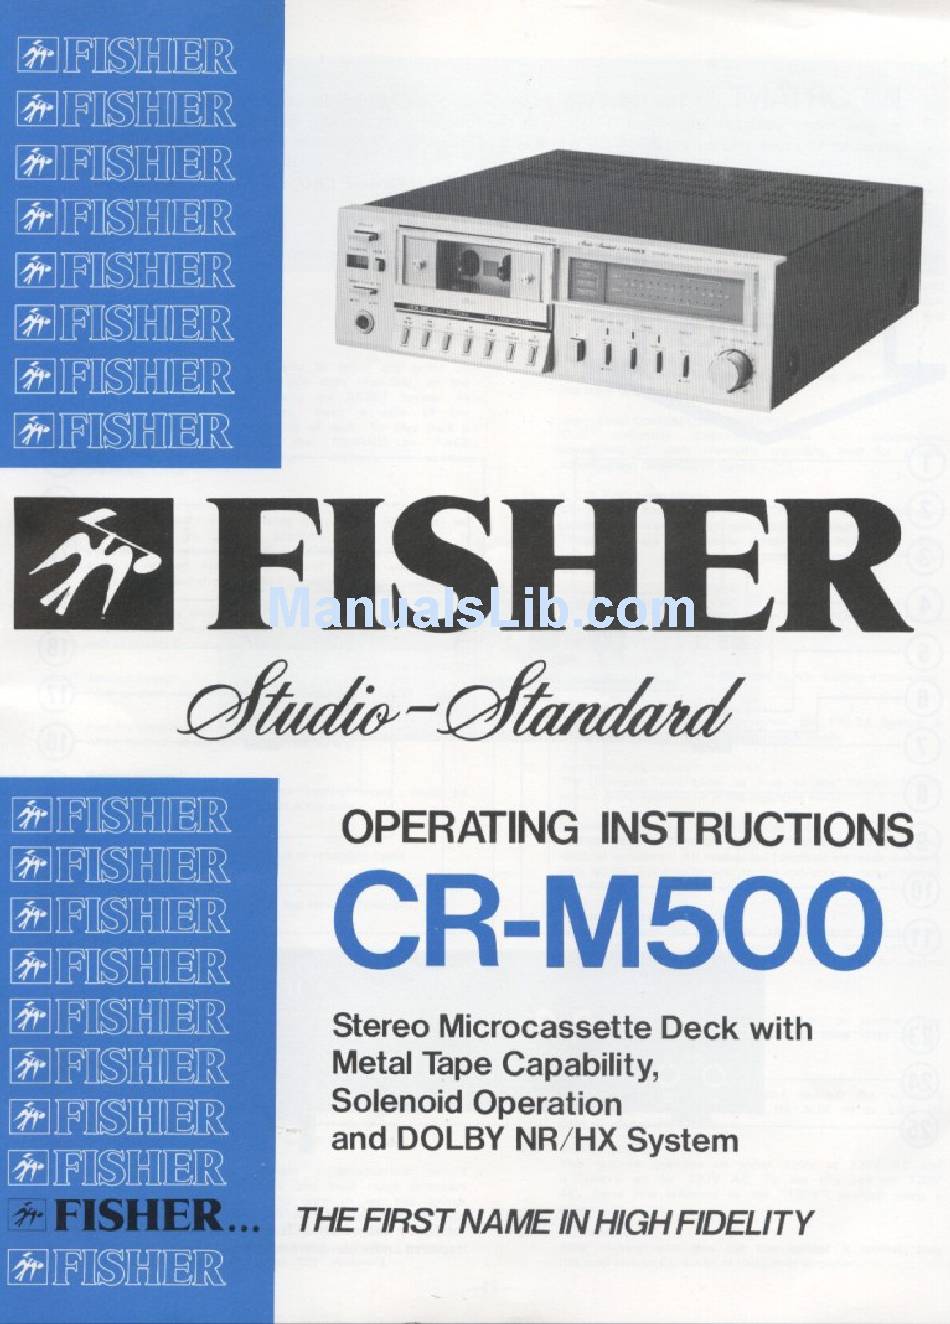 FISHER
FISHER
FISHER
FISHER
FISHER
FISHER
FISHER
FISHER
FISHER
ManualsLib.com
Studio-Standard
FISHER
FISHER
FISHER
FISHER
FISHER
FISHER
FISHER
FISHER
OPERATING INSTRUCTIONS
CR-M500
Stereo Microcassette Deck with
Metal Tape Capability,
Solenoid Operation
and DOLBY NR/HX System
FISHER... THE FIRST NAME IN HIGH FIDELITY
FISHER